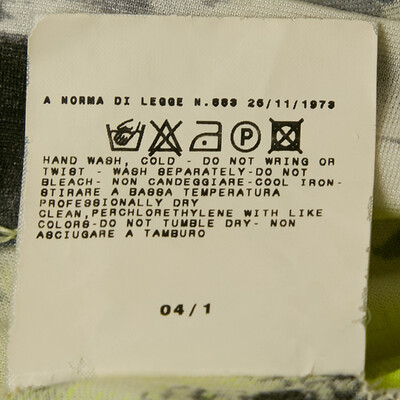 A NORMA DI LEGGE N.883 26/11/1973
P
HAND WASH, COLD - DO NOT WRING OR
TWIST - WASH SEPARATELY-DO NOT
BLEACH- NON CANDEGGIARE-COOL IRON-
STIRARE A BASSA TEMPERATURA
PROFESSIONALLY DRY
CLEAN,PERCHLORETHYLENE WITH LIKE
COLORS-DO NOT TUMBLE DRY- NON
ASCIUGARE A TAMBURO
04/1